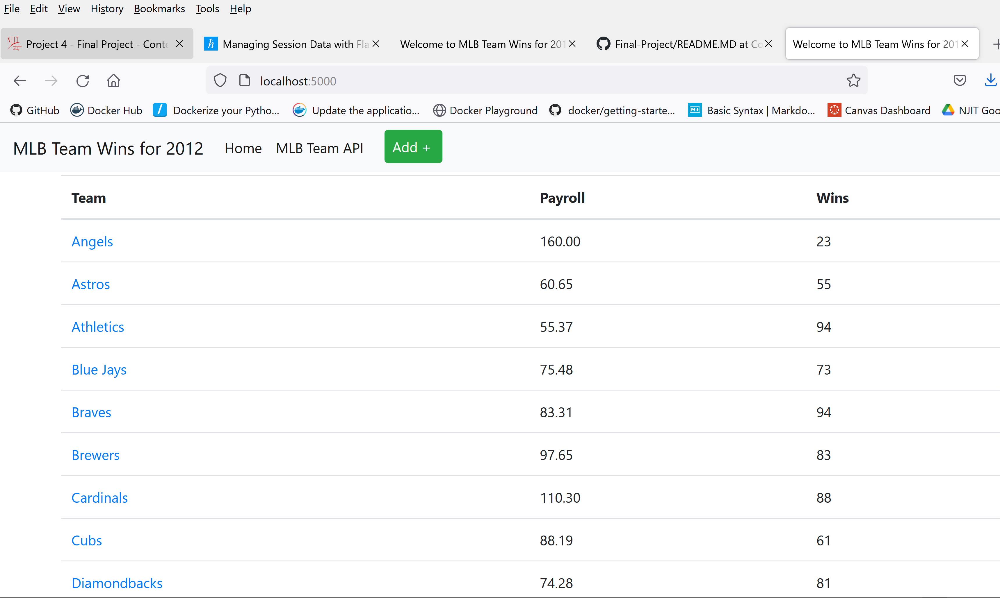 File Edit View History Bookmarks Tools Help
NJIT Project 4 - Final Project - Conte Managing Session Data with Fla Welcome to MLB Team Wins for 201 Final-Project/README.MD at Co Welcome to MLB Team Wins for 201
localhost:5000
GitHub Docker Hub Dockerize your Pytho... Update the applicatio... Docker Playground docker/getting-starte... Basic Syntax | Markdo... Canvas Dashboard NJIT Goo
MLB Team Wins for 2012 Home MLB Team API Add +
Team Payroll Wins
Angels 160.00 23
Astros 60.65 55
Athletics 55.37 94
Blue Jays 75.48 73
Braves 83.31 94
Brewers 97.65 83
Cardinals 110.30 88
Cubs 88.19 61
Diamondbacks 74.28 81